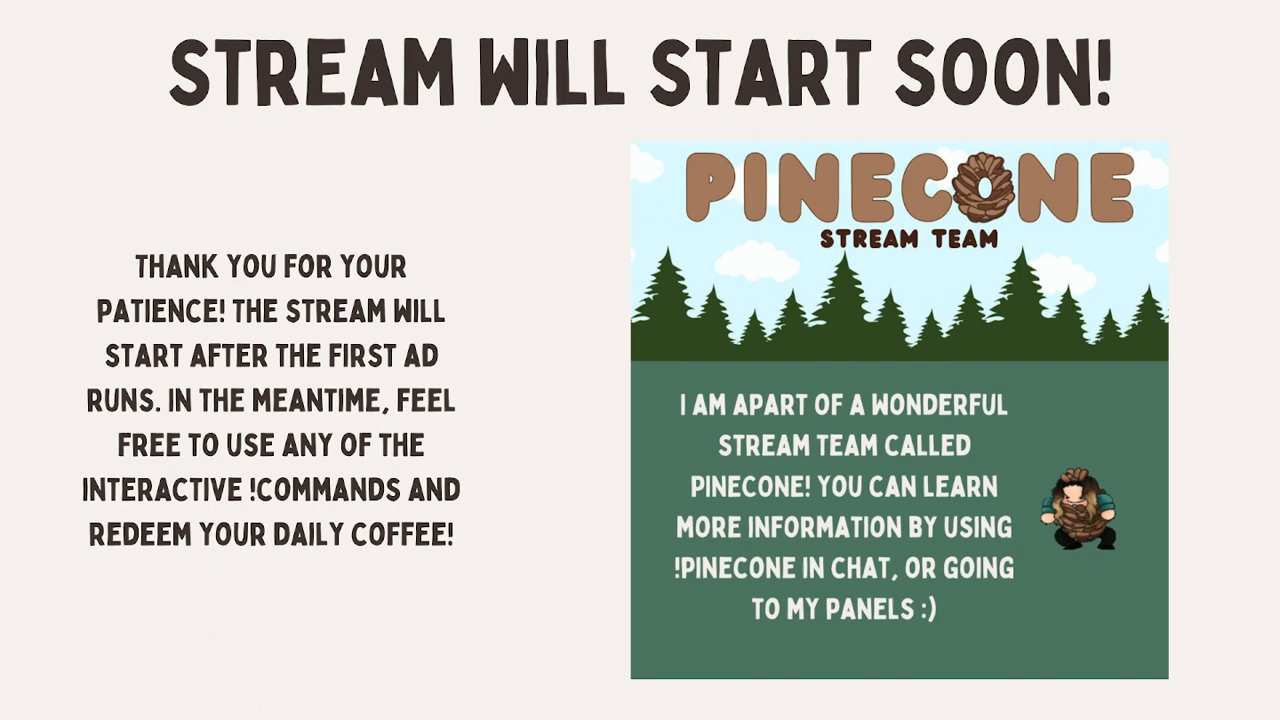 STREAM WILL START SOON!
THANK YOU FOR YOUR
PATIENCE! THE STREAM WILL
START AFTER THE FIRST AD
RUNS. IN THE MEANTIME, FEEL
FREE TO USE ANY OF THE
INTERACTIVE !COMMANDS AND
REDEEM YOUR DAILY COFFEE!
PINECONE
STREAM TEAM
I AM APART OF A WONDERFUL
STREAM TEAM CALLED
PINECONE! YOU CAN LEARN
MORE INFORMATION BY USING
!PINECONE IN CHAT, OR GOING
TO MY PANELS :)